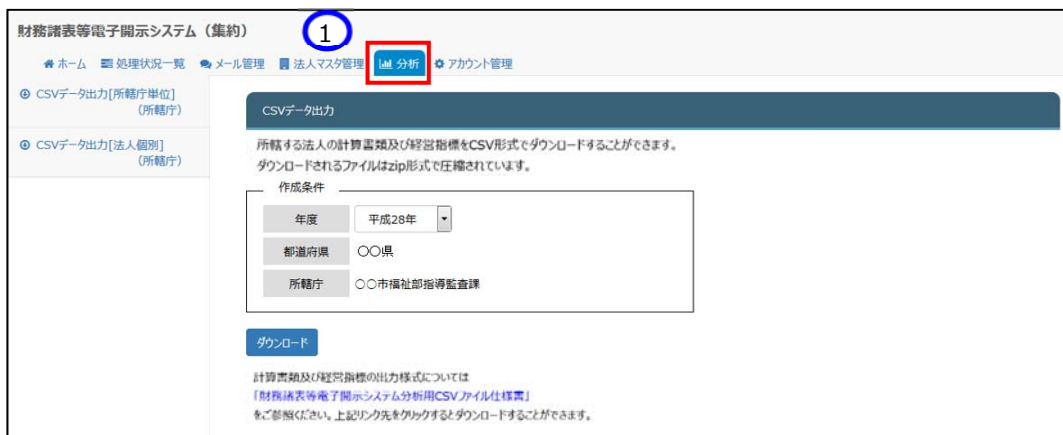 財務諸表等電子開示システム（集約）
1
ホーム 処理状況一覧 メール管理 法人マスタ管理 分析 アカウント管理
CSVデータ出力[所轄庁単位]
（所轄庁）
CSVデータ出力[法人個別]
（所轄庁）
CSVデータ出力
所轄する法人の計算書類及び経営指標をCSV形式でダウンロードすることができます。
ダウンロードされるファイルはzip形式で圧縮されています。
作成条件
年度 平成28年
都道府県 〇〇県
所轄庁 〇〇市福祉部指導監査課
ダウンロード
計算書類及び経営指標の出力様式については
「財務諸表等電子開示システム分析用CSVファイル仕様書」
をご参照ください。上記リンク先をクリックするとダウンロードすることができます。